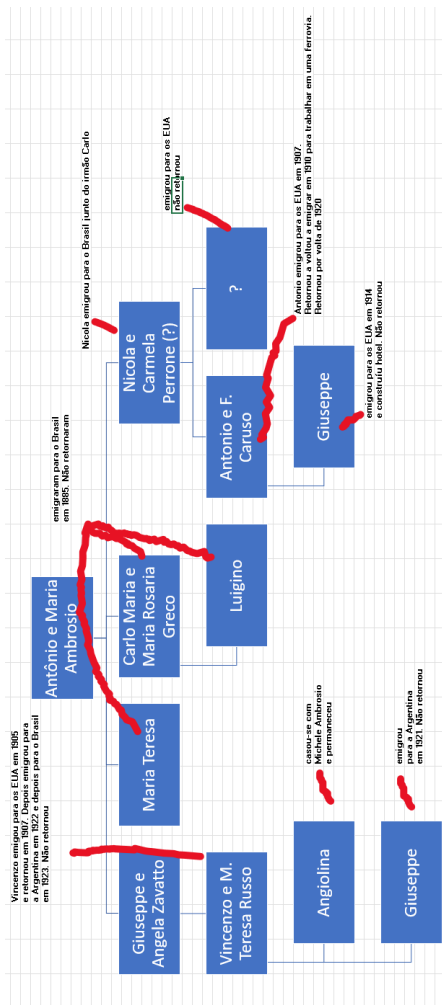 Vincenzo emigou para os EUA em 1905
e retornou em 1907. Depois emigrou para
a Argentina em 1922 e depois para o Brasil
em 1923. Não retornou
emigraram para o Brasil
em 1885. Não retornaram
Nicola emigrou para o Brasil junto do irmão Carlo
emigrou para os EUA
não retornou
Antônio e Maria
Ambrosio
Giuseppe e
Angela Zavatto
Maria Teresa
Carlo Maria e
Maria Rosaria
Greco
Nicola e
Carmela
Perrone (?)
Vincenzo e M.
Teresa Russo
Luigino
Antonio e F.
Caruso
?
Antonio emigrou para os EUA em 1907.
Retornou a voltou a emigrar em 1910 para trabalhar em uma ferrovia.
Retornou por volta de 1920
Angiolina
casou-se com
Michele Ambrosio
e permaneceu
Giuseppe
emigrou para os EUA em 1914
e construiu hotel. Não retornou
Giuseppe
emigrou
para a Argentina
em 1921. Não retornou